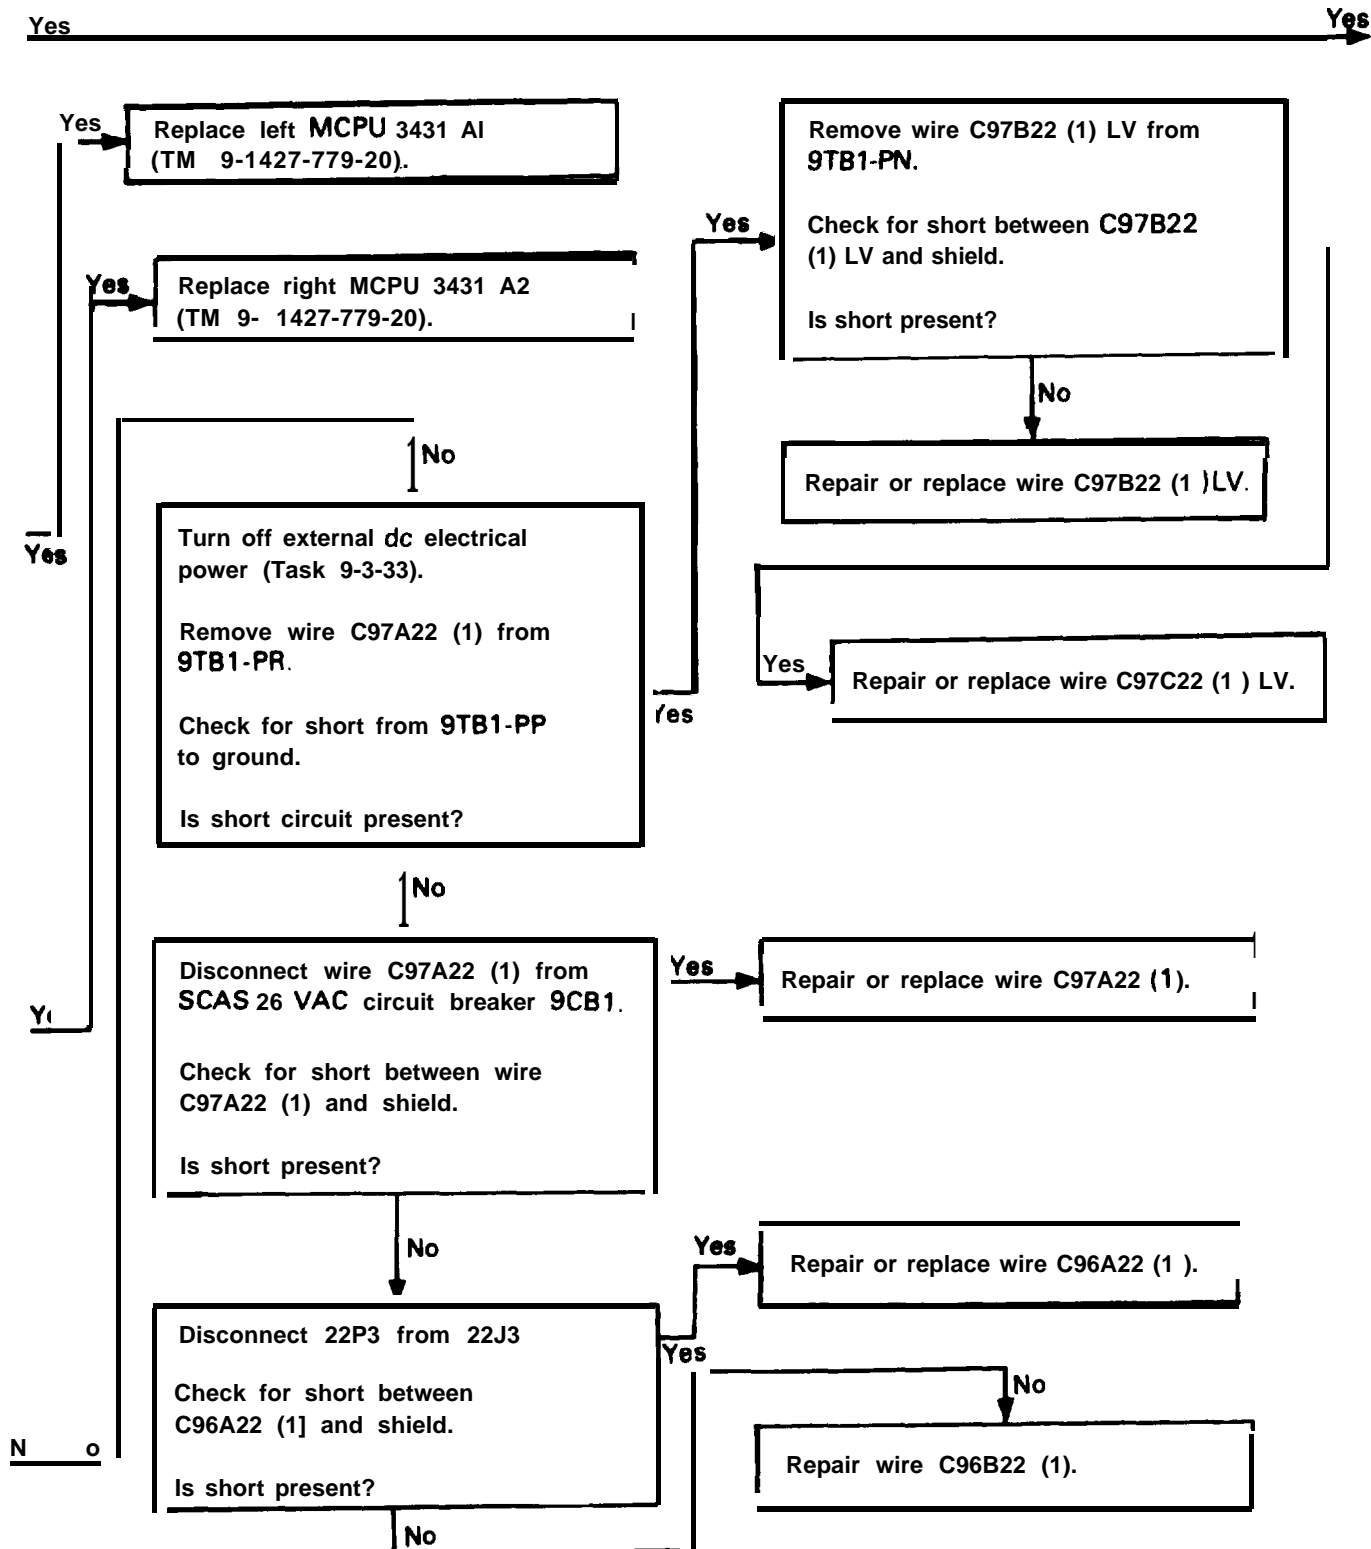 Yes
Yes
Yes
Replace left MCPU 3431 AI
(TM 9-1427-779-20).
Yes
Replace right MCPU 3431 A2
(TM 9- 1427-779-20).
Yes
Remove wire C97B22 (1) LV from
9TB1-PN.
Check for short between C97B22
(1) LV and shield.
Is short present?
No
Repair or replace wire C97B22 (1 )LV.
No
Yes
Turn off external dc electrical
power (Task 9-3-33).
Remove wire C97A22 (1) from
9TB1-PR.
Check for short from 9TB1-PP
to ground.
Is short circuit present?
Yes
Yes
Repair or replace wire C97C22 (1 ) LV.
No
Disconnect wire C97A22 (1) from
SCAS 26 VAC circuit breaker 9CB1.
Check for short between wire
C97A22 (1) and shield.
Is short present?
Yes
Repair or replace wire C97A22 (1).
Y
No
Yes
Repair or replace wire C96A22 (1 ).
Disconnect 22P3 from 22J3
Check for short between
C96A22 (1] and shield.
Is short present?
Yes
No
Repair wire C96B22 (1).
N o
No